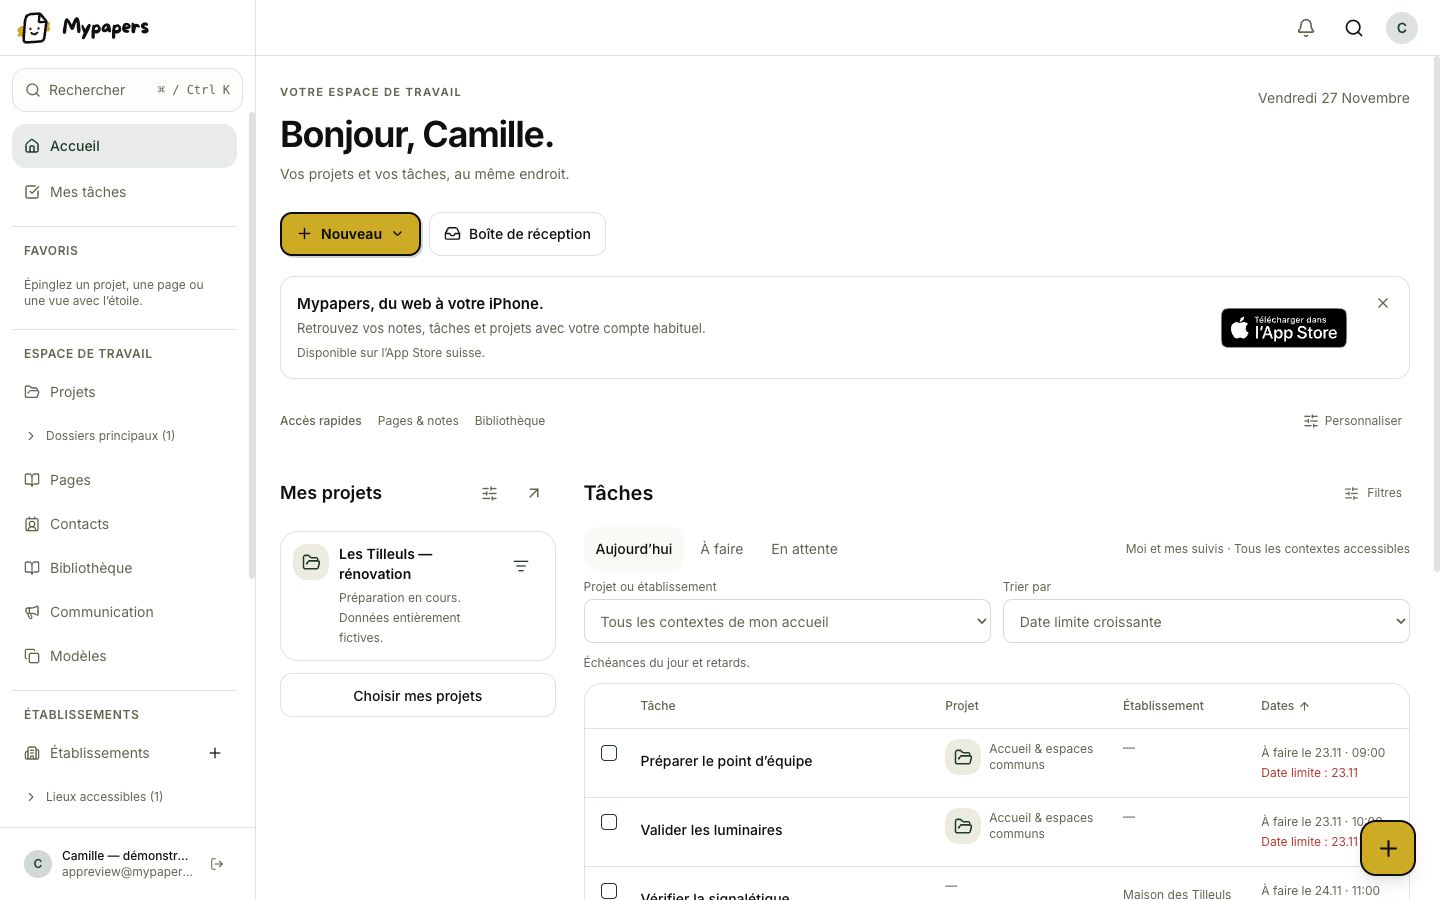 Mypapers
C
Rechercher ⌘ / Ctrl K
Accueil
Mes tâches
FAVORIS
Épinglez un projet, une page ou
une vue avec l’étoile.
ESPACE DE TRAVAIL
Projets
Dossiers principaux (1)
Pages
Contacts
Bibliothèque
Communication
Modèles
ÉTABLISSEMENTS
Établissements
Lieux accessibles (1)
C
Camille — démonstr...
appreview@mypaper...
VOTRE ESPACE DE TRAVAIL
Vendredi 27 Novembre
Bonjour, Camille.
Vos projets et vos tâches, au même endroit.
Nouveau
Boîte de réception
Mypapers, du web à votre iPhone.
Retrouvez vos notes, tâches et projets avec votre compte habituel.
Disponible sur l’App Store suisse.
Télécharger dans
l’App Store
Accès rapides Pages & notes Bibliothèque
Personnaliser
Mes projets
Les Tilleuls —
rénovation
Préparation en cours.
Données entièrement
fictives.
Choisir mes projets
Tâches
Filtres
Aujourd’hui À faire En attente
Moi et mes suivis · Tous les contextes accessibles
Projet ou établissement
Tous les contextes de mon accueil
Trier par
Date limite croissante
Échéances du jour et retards.
Tâche Projet Établissement Dates ↑
Préparer le point d’équipe
Accueil & espaces
communs
—
À faire le 23.11 · 09:00
Date limite : 23.11
Valider les luminaires
Accueil & espaces
communs
—
À faire le 23.11 · 10:00
Date limite : 23.11
Vérifier la signalétique
—
Maison des Tilleuls
À faire le 24.11 · 11:00